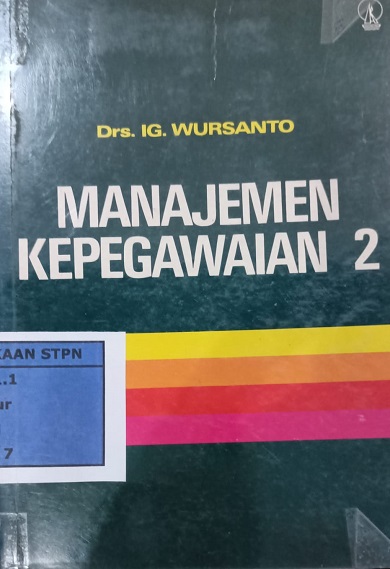 Drs. IG. WURSANTO
MANAJEMEN
KEPEGAWAIAN 2
KAAN STPN
.1
ur
7